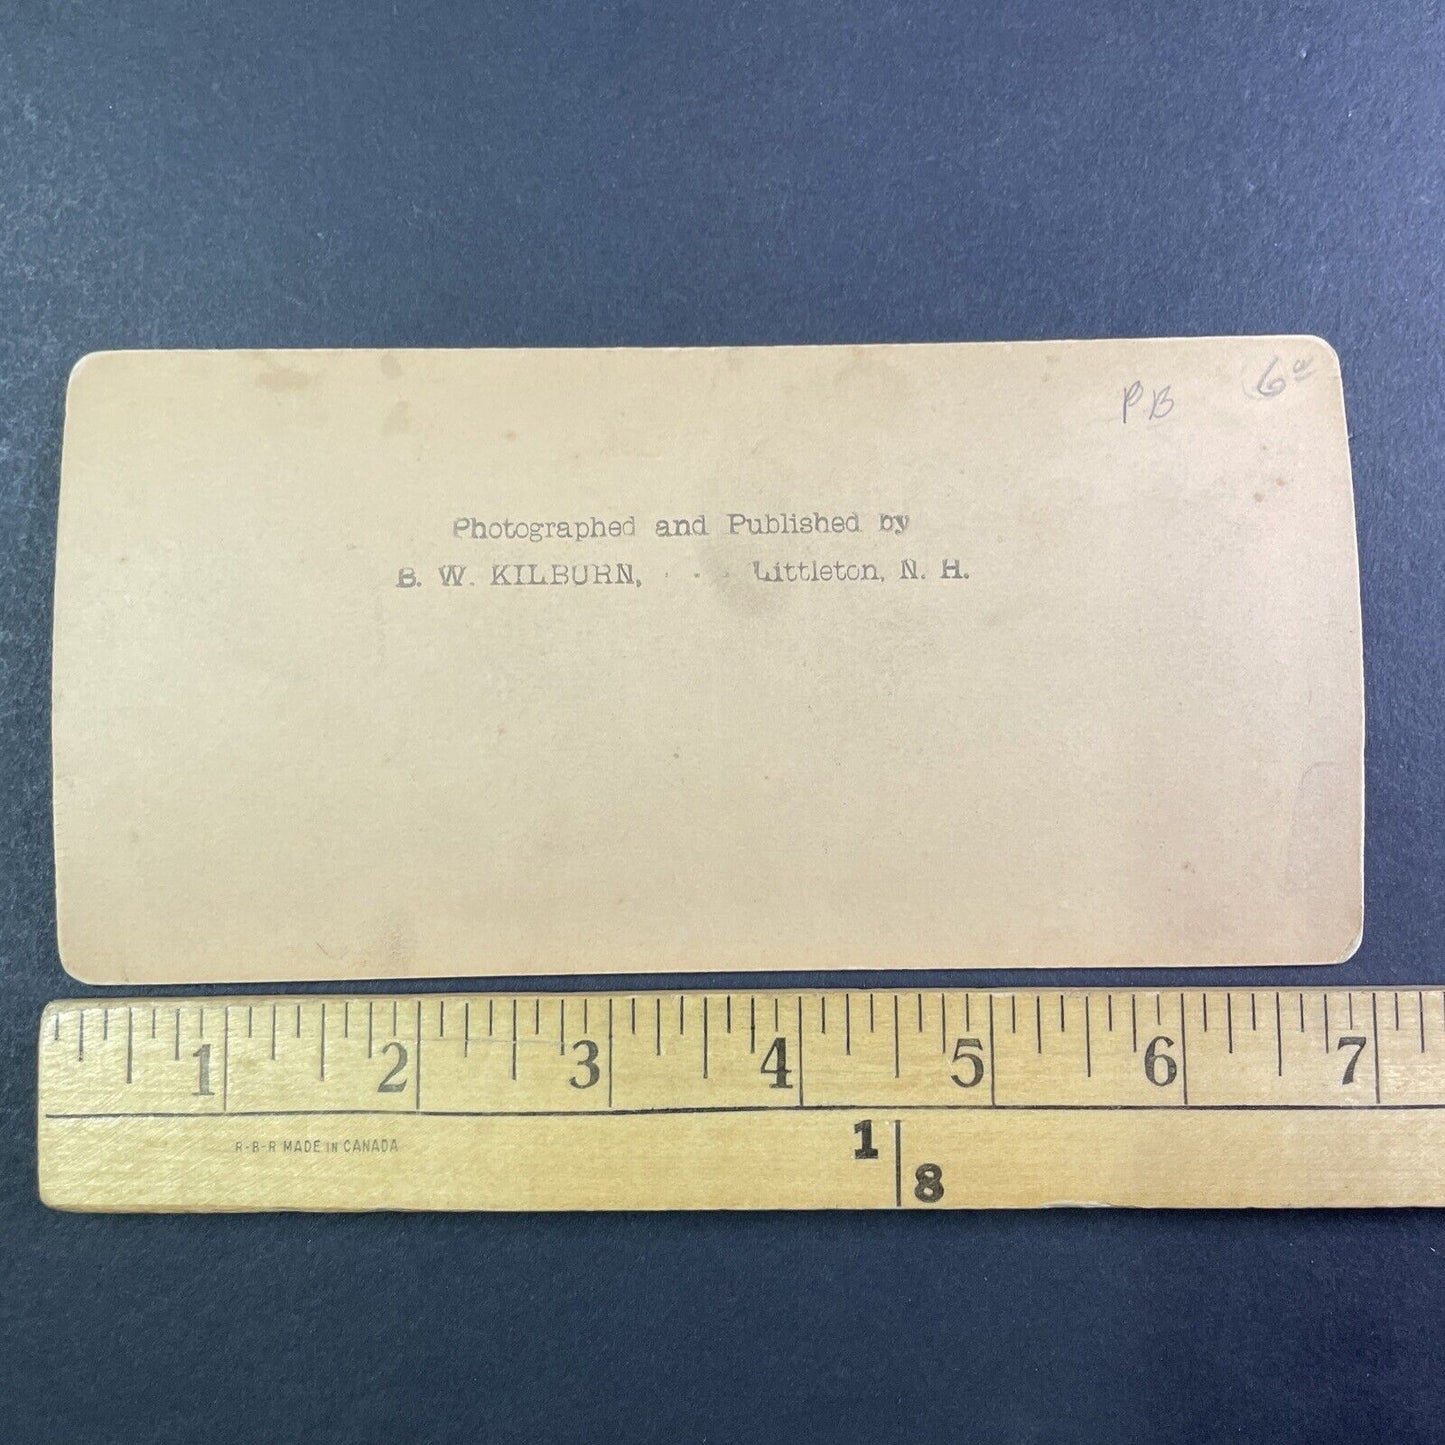 PB 6
Photographed and Published by
B. W. KILBURN, . . . Littleton, N. H.
1 2 3 4 5 6 7
R-B-R MADE IN CANADA
1
8